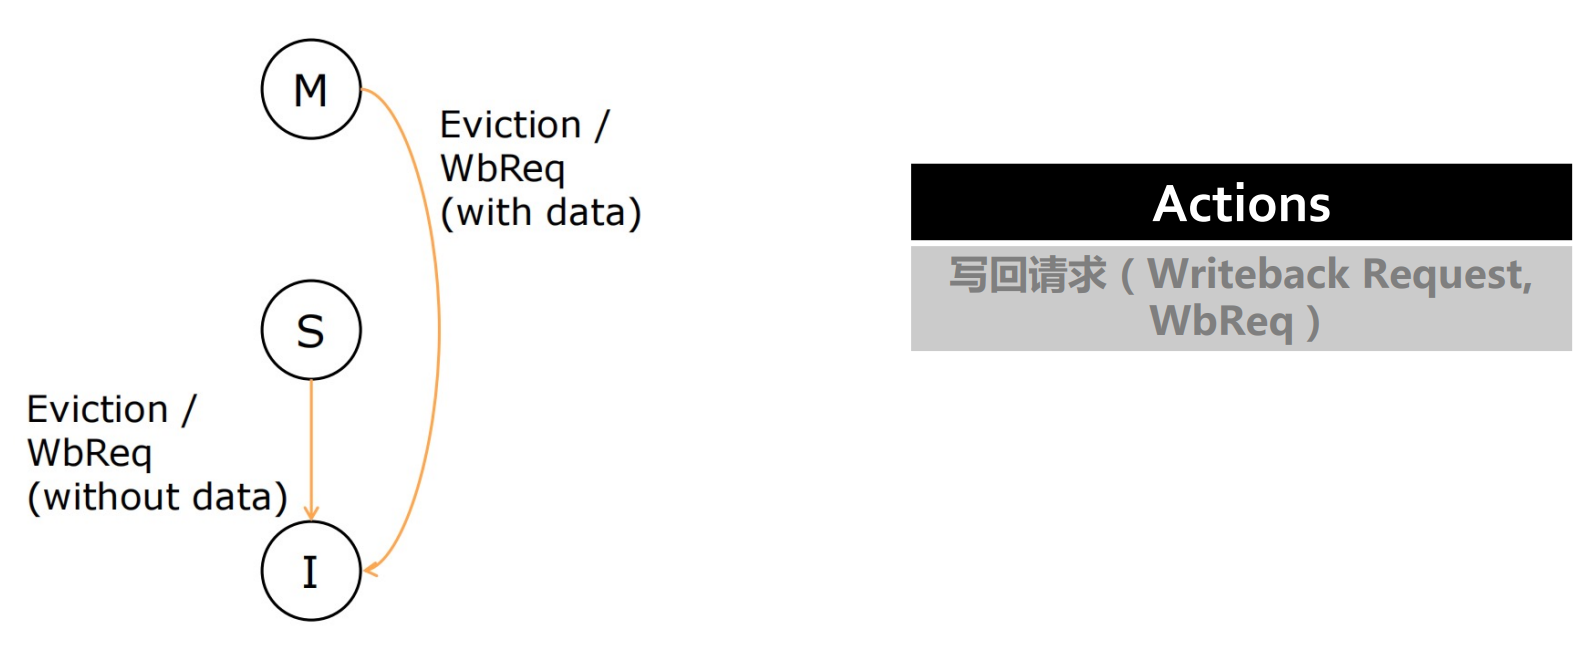 M
Eviction /
WbReq
(with data)
S
Eviction /
WbReq
(without data)
I
Actions
写回请求（Writeback Request,
WbReq）